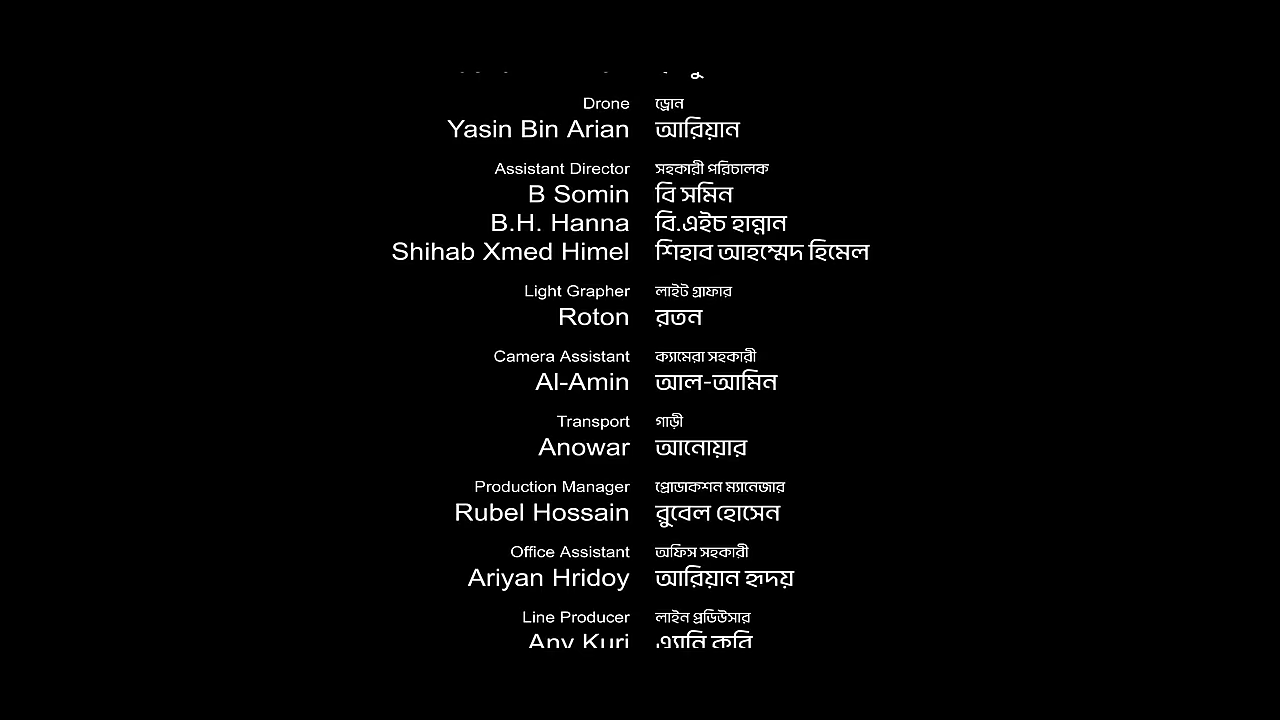 Drone ড্রোন
Yasin Bin Arian আরিয়ান
Assistant Director সহকারী পরিচালক
B Somin বি সমিন
B.H. Hanna বি.এইচ হান্নান
Shihab Xmed Himel শিহাব আহম্মেদ হিমেল
Light Grapher লাইট গ্রাফার
Roton রতন
Camera Assistant ক্যামেরা সহকারী
Al-Amin আল-আমিন
Transport গাড়ী
Anowar আনোয়ার
Production Manager প্রোডাকশন ম্যানেজার
Rubel Hossain রুবেল হোসেন
Office Assistant অফিস সহকারী
Ariyan Hridoy আরিয়ান হৃদয়
Line Producer লাইন প্রডিউসার
Any Kuri এ্যানি